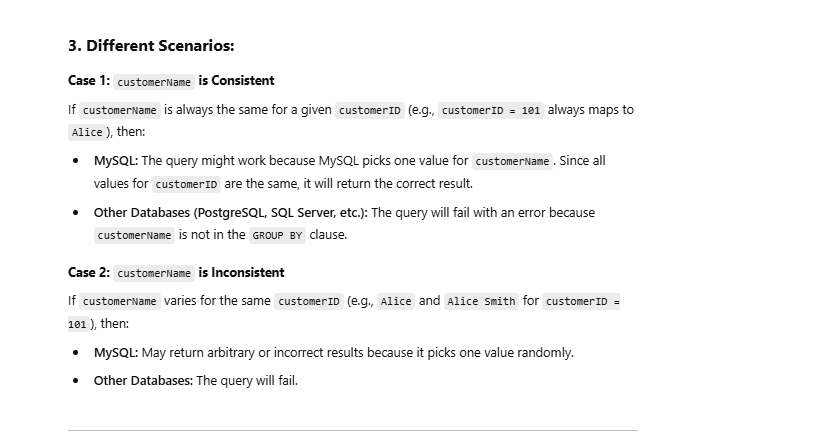 3. Different Scenarios:
Case 1: customerName is Consistent
If customerName is always the same for a given customerID (e.g., customerID = 101 always maps to
Alice ), then:
• MySQL: The query might work because MySQL picks one value for customerName . Since all
values for customerID are the same, it will return the correct result.
• Other Databases (PostgreSQL, SQL Server, etc.): The query will fail with an error because
customerName is not in the GROUP BY clause.
Case 2: customerName is Inconsistent
If customerName varies for the same customerID (e.g., Alice and Alice Smith for customerID =
101 ), then:
• MySQL: May return arbitrary or incorrect results because it picks one value randomly.
• Other Databases: The query will fail.